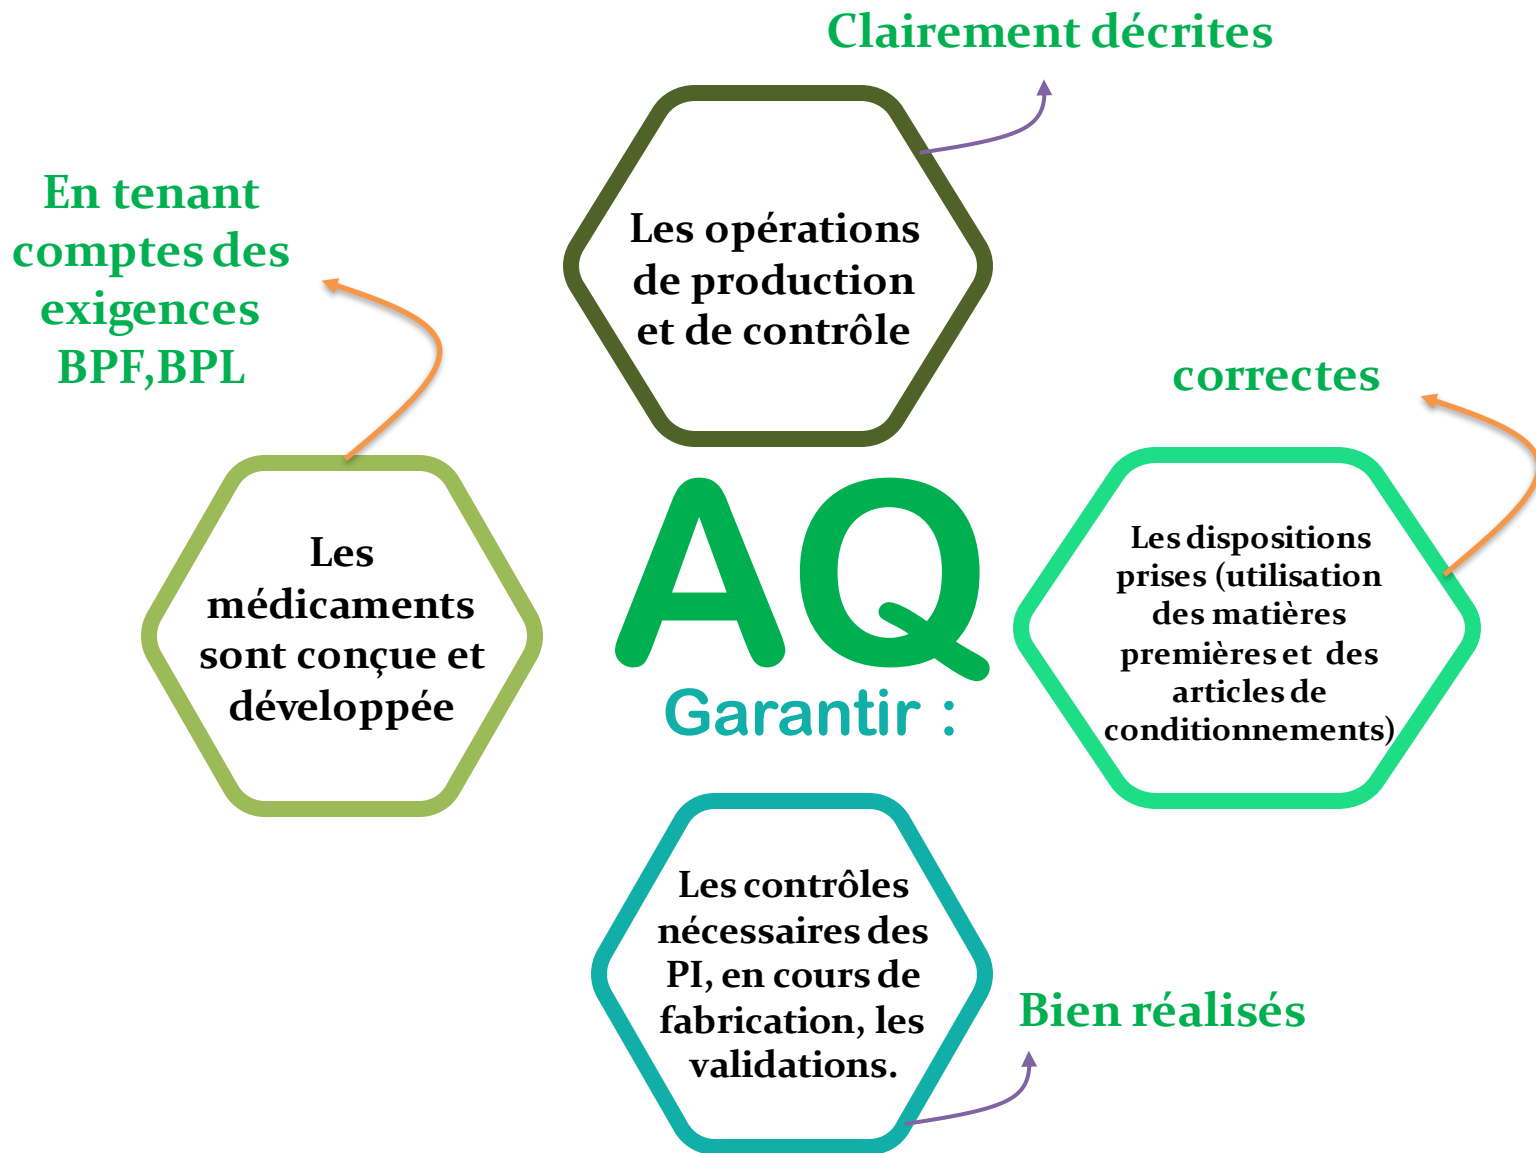 Clairement décrites
Les opérations
de production
et de contrôle
En tenant
comptes des
exigences
BPF,BPL
Les
médicaments
sont conçue et
développée
AQ
Garantir :
correctes
Les dispositions
prises (utilisation
des matières
premières et des
articles de
conditionnements)
Les contrôles
nécessaires des
PI, en cours de
fabrication, les
validations.
Bien réalisés